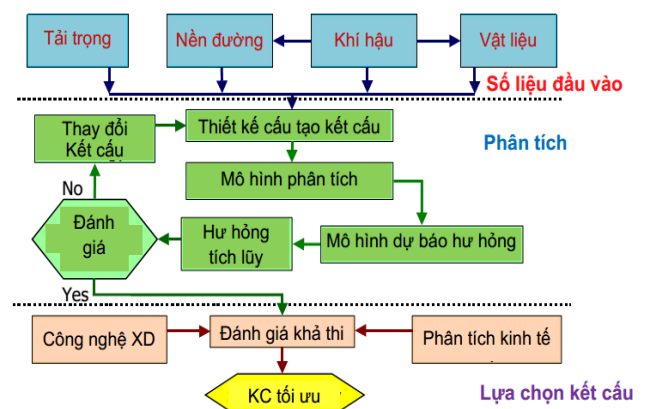 Tải trọng
Nền đường
Khí hậu
Vật liệu
Số liệu đầu vào
Thay đổi
Kết cấu
Thiết kế cấu tạo kết cấu
Phân tích
Mô hình phân tích
No
Đánh
giá
Hư hỏng
tích lũy
Mô hình dự báo hư hỏng
Yes
Công nghệ XD
Đánh giá khả thi
Phân tích kinh tế
KC tối ưu
Lựa chọn kết cấu